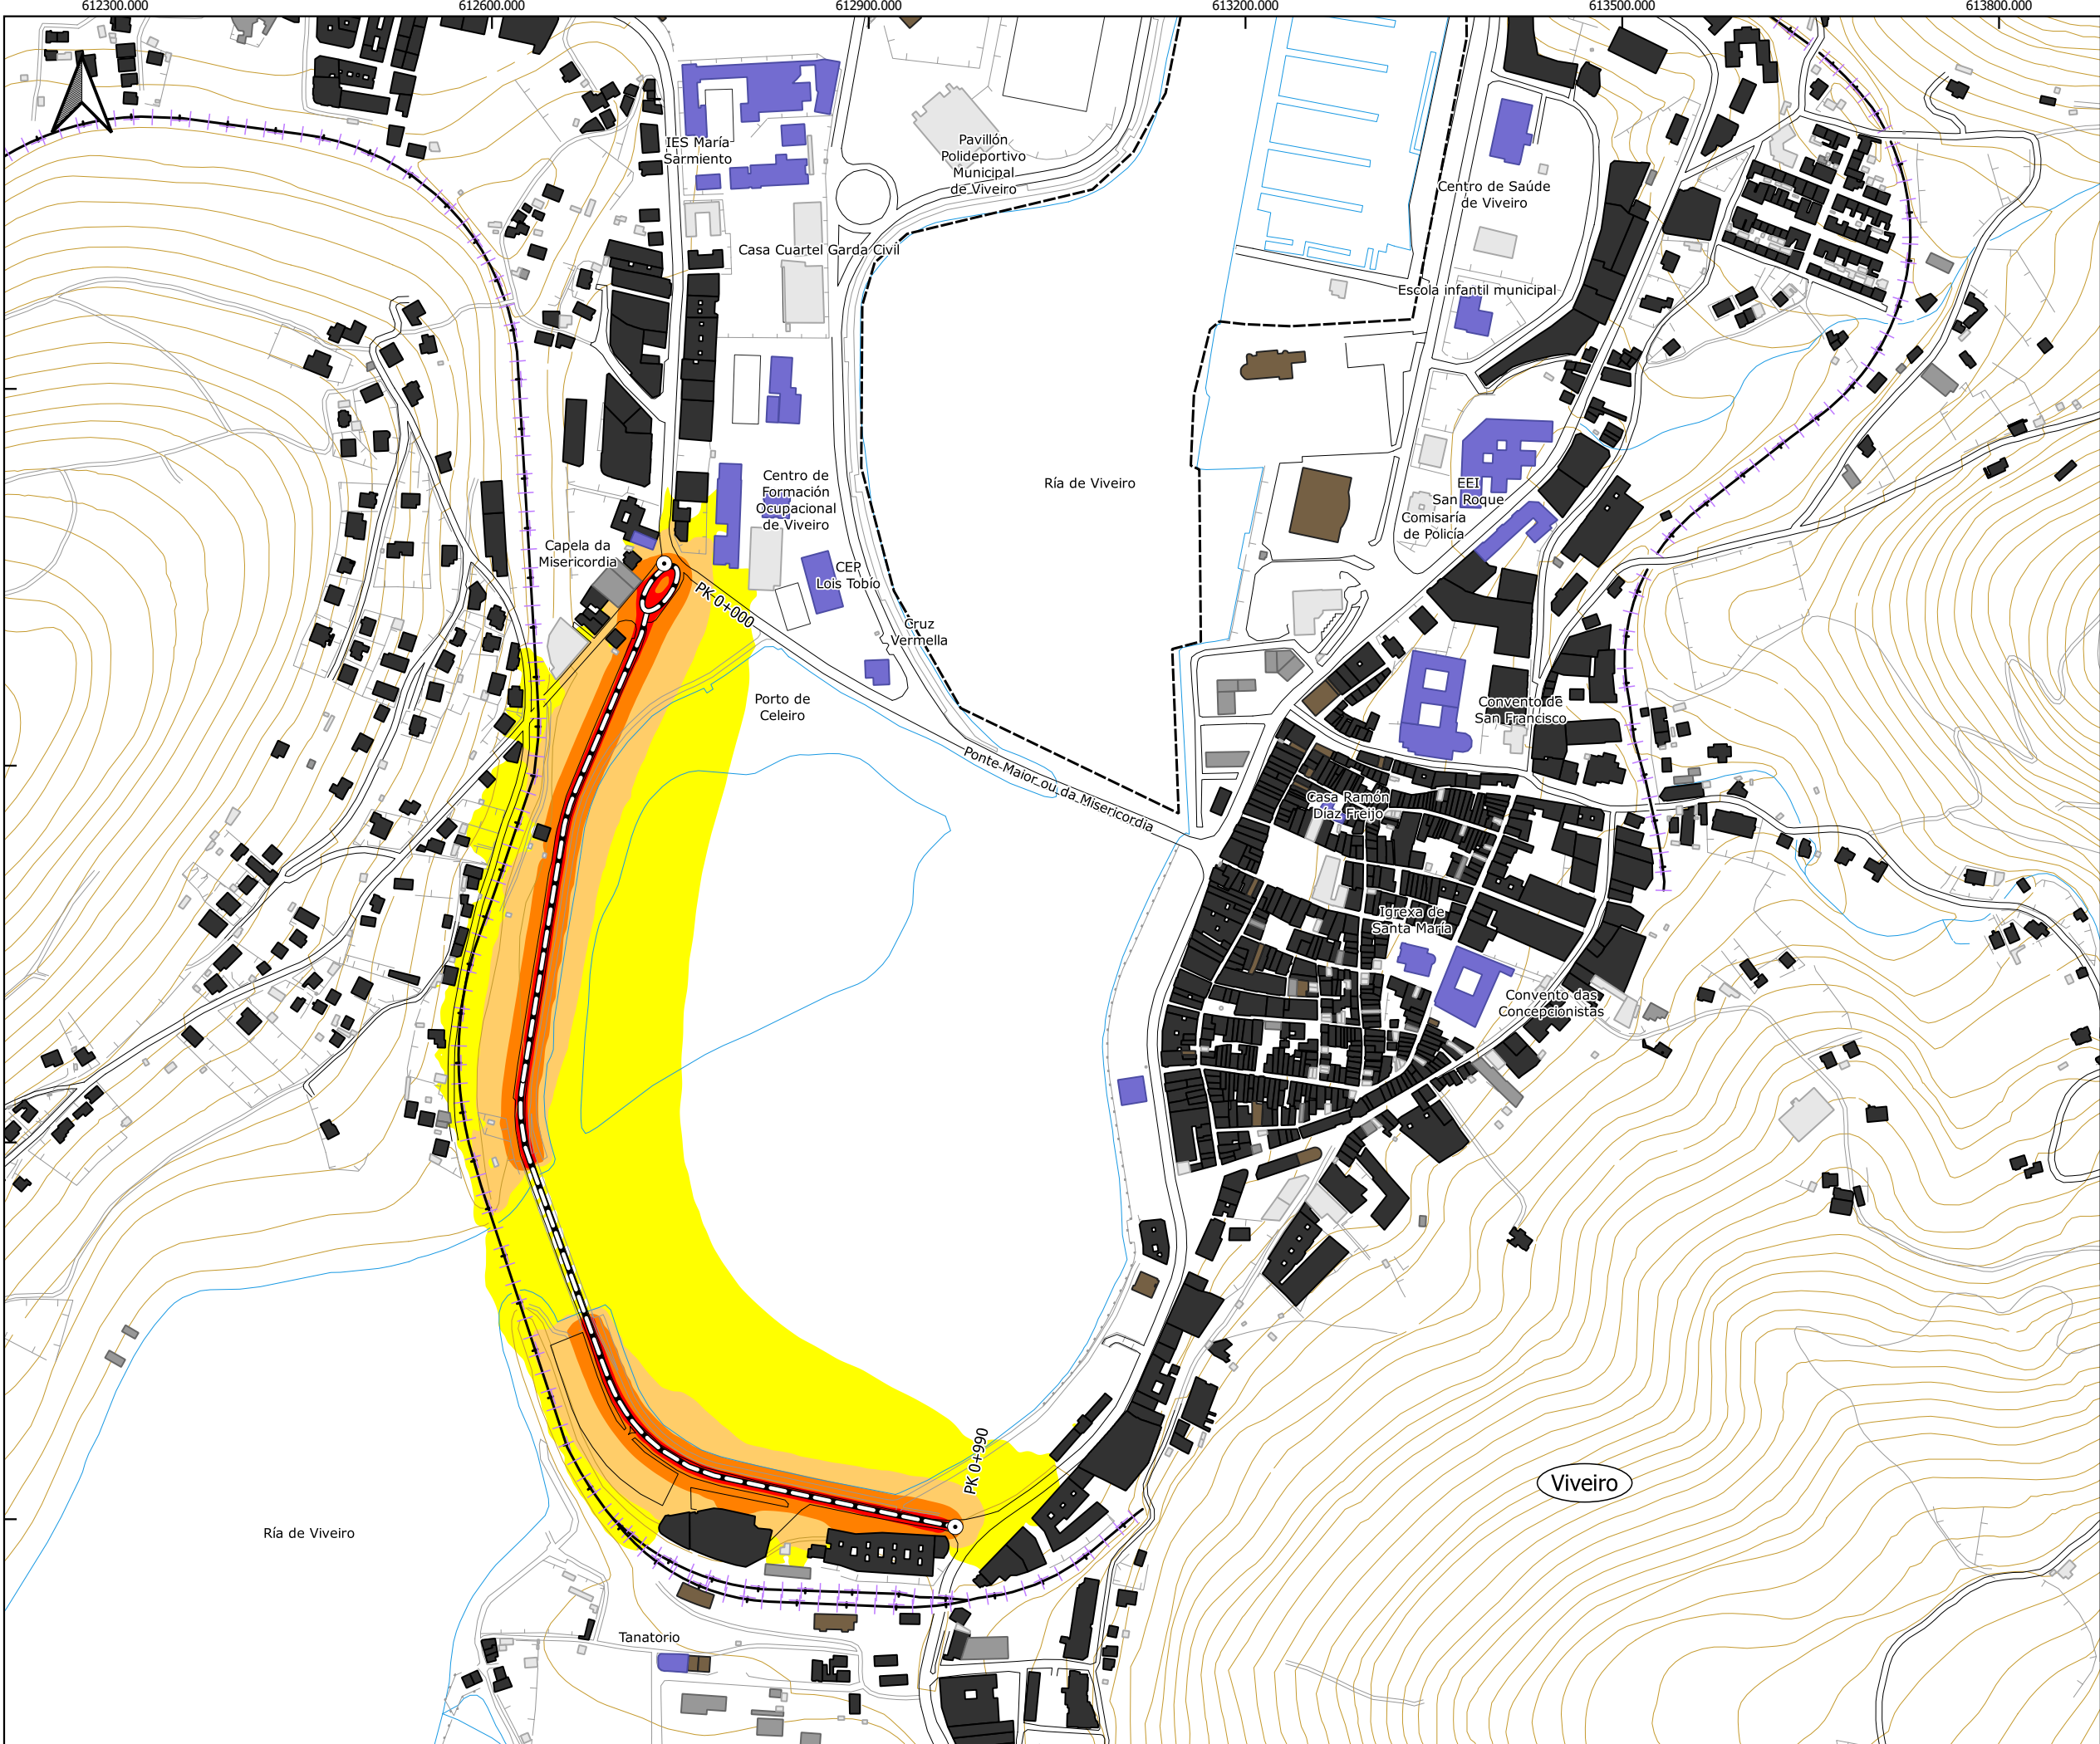 612300.000
612600.000
612900.000
613200.000
613500.000
613800.000
IES María
Sarmiento
Pavillón
Polideportivo
Municipal
de Viveiro
Centro de Saúde
de Viveiro
Casa Cuartel Garda Civil
Escola infantil municipal
Centro de
Formación
Ocupacional
de Viveiro
Ría de Viveiro
EEI
San Roque
Comisaría
de Policía
Capela da
Misericordia
CEP
Lois Tobío
PK 0+000
Cruz
Vermella
Porto de
Celeiro
Convento de
San Francisco
Ponte Maior ou da Misericordia
Casa Ramón
Díaz Freijo
Igrexa de
Santa María
Convento das
Concepcionistas
PK 0+990
Viveiro
Ría de Viveiro
Tanatorio